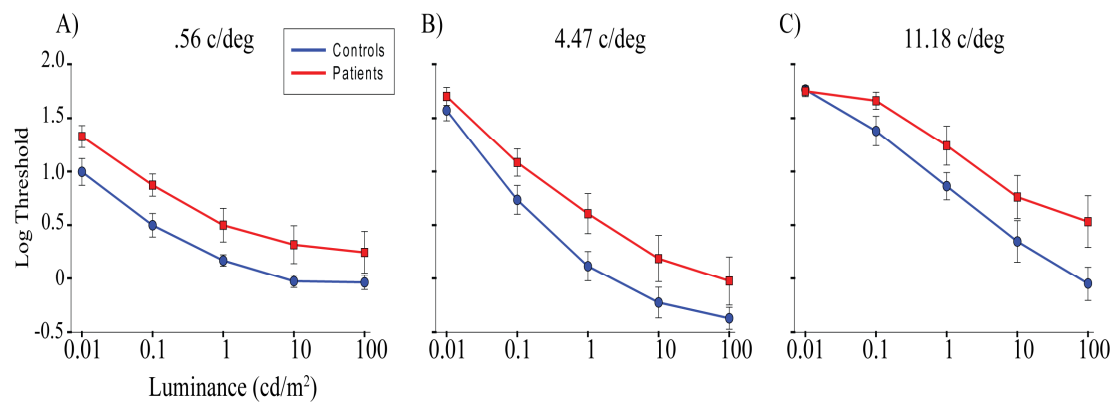 A)
.56 c/deg
Controls
Patients
B)
4.47 c/deg
C)
11.18 c/deg
Log Threshold
2.0
1.5
1.0
0.5
0
-0.5
0.01 0.1 1 10 100
0.01 0.1 1 10 100
0.01 0.1 1 10 100
Luminance (cd/m²)